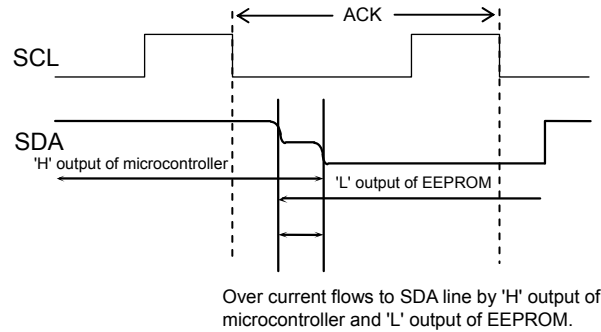 ACK
SCL
SDA
'H' output of microcontroller
'L' output of EEPROM
Over current flows to SDA line by 'H' output of
microcontroller and 'L' output of EEPROM.